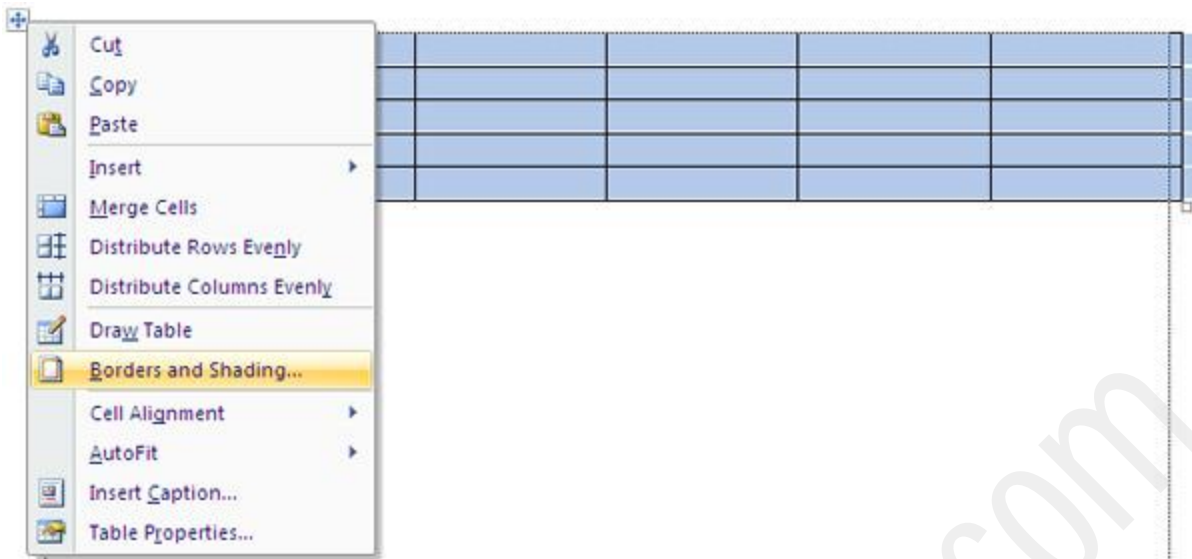 Cut
Copy
Paste
Insert
Merge Cells
Distribute Rows Evenly
Distribute Columns Evenly
Draw Table
Borders and Shading...
Cell Alignment
AutoFit
Insert Caption...
Table Properties...
com